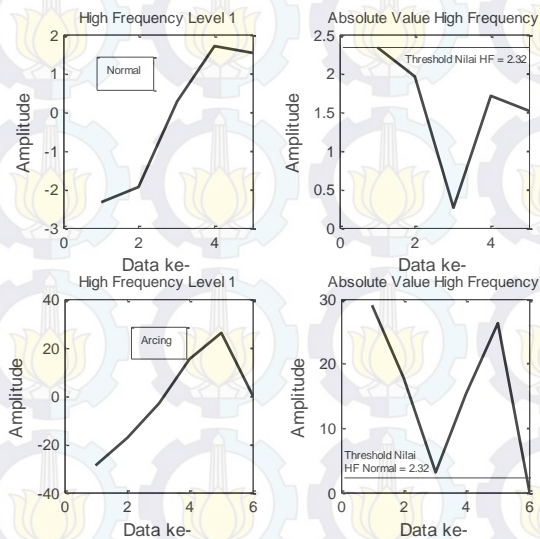 High Frequency Level 1
Absolute Value High Frequency
2
1
0
-1
-2
-3
Amplitude
Normal
0
2
4
Data ke-
2.5
2
1.5
1
0.5
0
Amplitude
Threshold Nilai HF = 2.32
0
2
4
Data ke-
High Frequency Level 1
Absolute Value High Frequency
40
20
0
-20
-40
Amplitude
Arcing
0
2
4
6
Data ke-
30
20
10
0
Amplitude
Threshold Nilai
HF Normal = 2.32
0
2
4
6
Data ke-